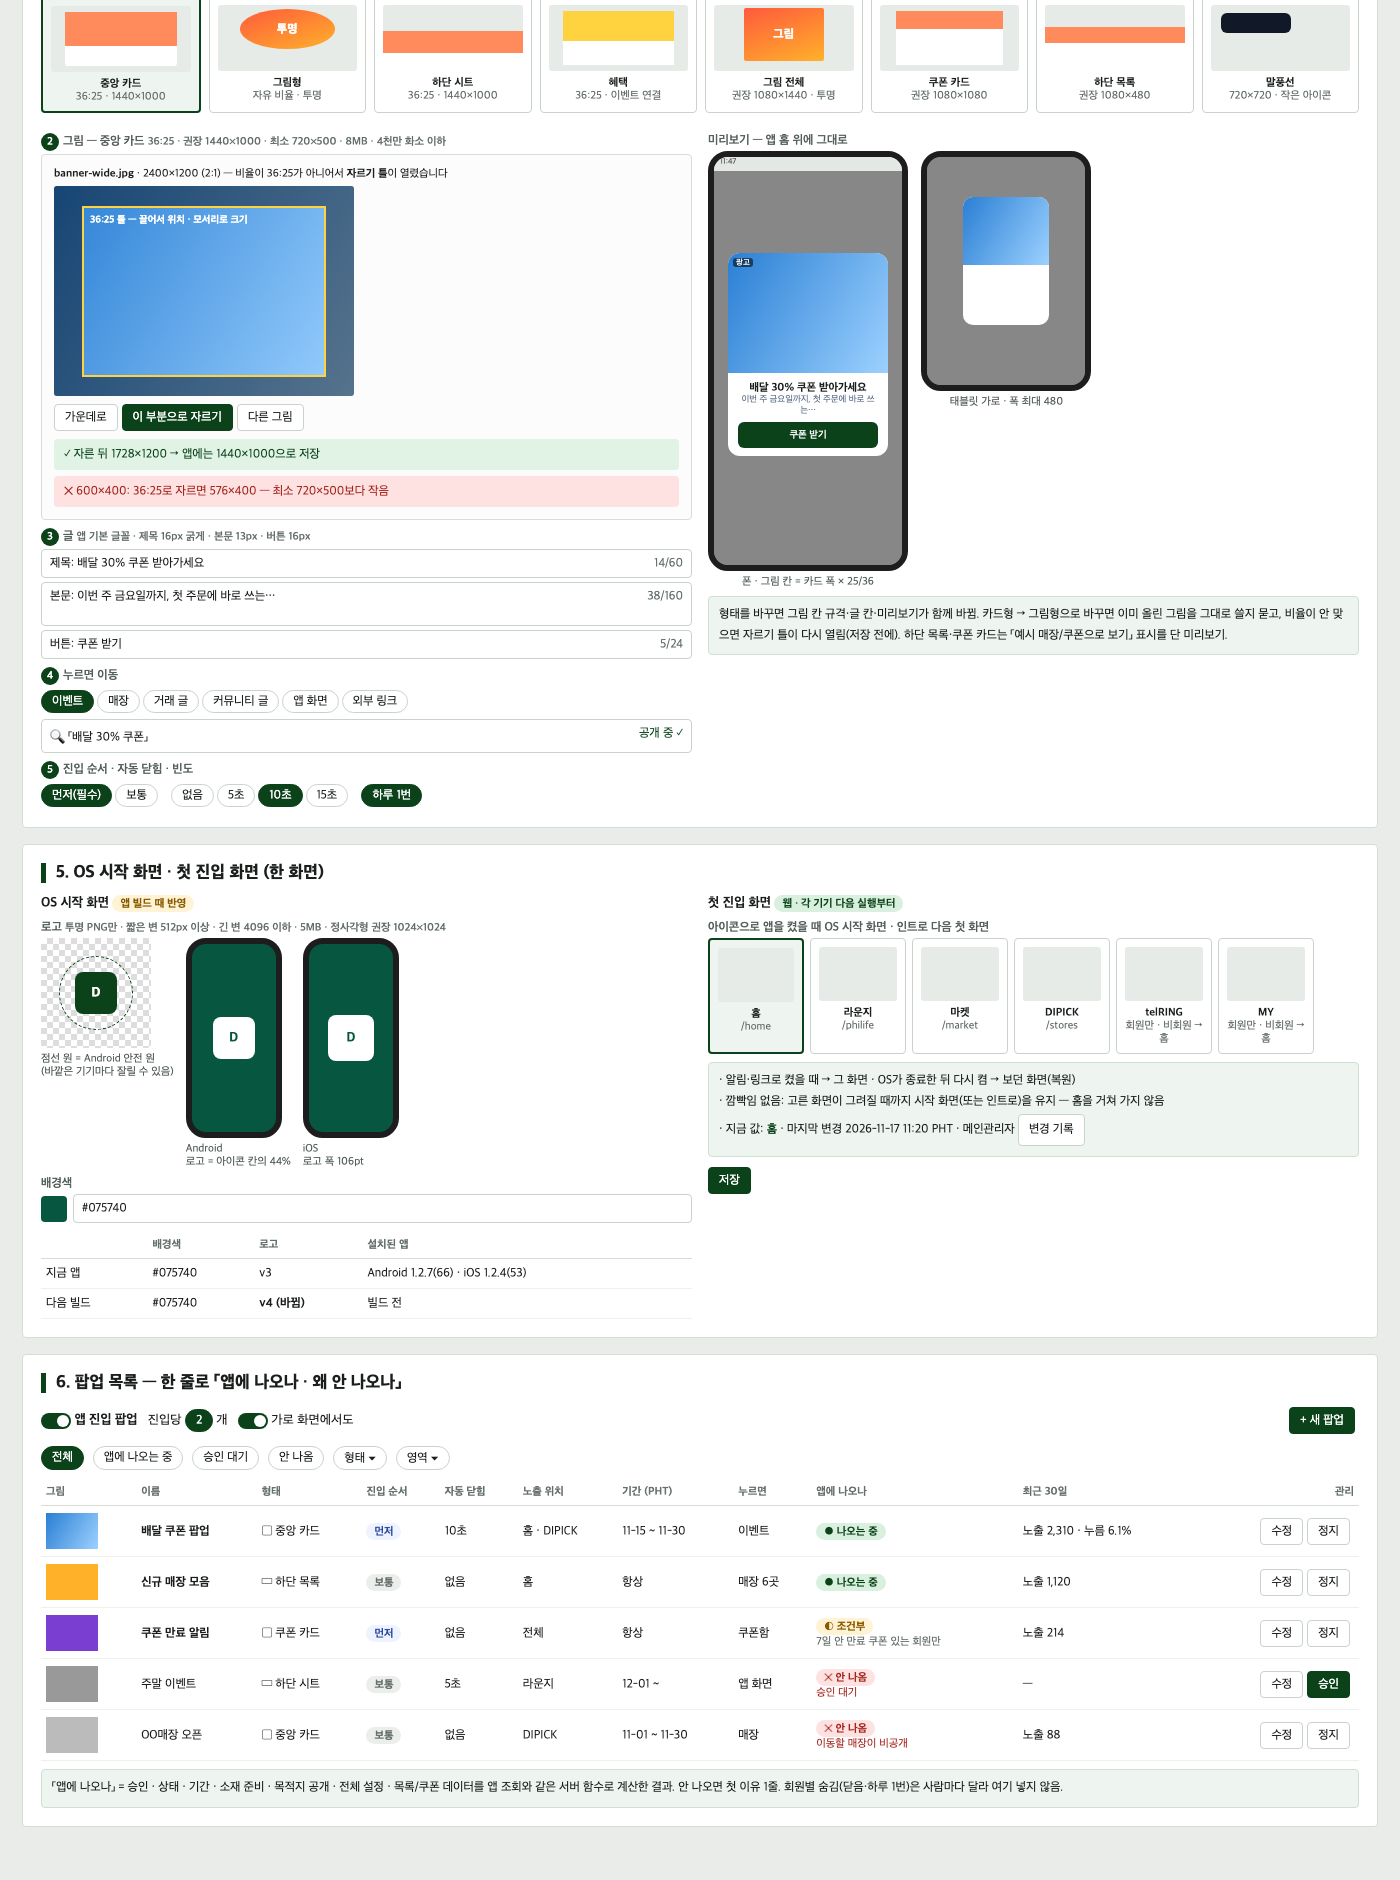 중앙 카드
36:25 · 1440×1000
투명
그림형
자유 비율 · 투명
하단 시트
36:25 · 1440×1000
혜택
36:25 · 이벤트 연결
그림
그림 전체
권장 1080×1440 · 투명
쿠폰 카드
권장 1080×1080
하단 목록
권장 1080×480
말풍선
720×720 · 작은 아이콘
2 그림 — 중앙 카드 36:25 · 권장 1440×1000 · 최소 720×500 · 8MB · 4천만 화소 이하
banner-wide.jpg · 2400×1200 (2:1) — 비율이 36:25가 아니어서 자르기 틀이 열렸습니다
36:25 틀 — 끌어서 위치 · 모서리로 크기
가운데로
이 부분으로 자르기
다른 그림
✓ 자른 뒤 1728×1200 → 앱에는 1440×1000으로 저장
✕ 600×400: 36:25로 자르면 576×400 — 최소 720×500보다 작음
3 글 앱 기본 글꼴 · 제목 16px 굵게 · 본문 13px · 버튼 16px
제목: 배달 30% 쿠폰 받아가세요 14/60
본문: 이번 주 금요일까지, 첫 주문에 바로 쓰는… 38/160
버튼: 쿠폰 받기 5/24
4 누르면 이동
이벤트 매장 거래 글 커뮤니티 글 앱 화면 외부 링크
🔍 「배달 30% 쿠폰」 공개 중 ✓
5 진입 순서 · 자동 닫힘 · 빈도
먼저(필수) 보통 없음 5초 10초 15초 하루 1번
미리보기 — 앱 홈 위에 그대로
11:47
광고
배달 30% 쿠폰 받아가세요
이번 주 금요일까지, 첫 주문에 바로 쓰
는…
쿠폰 받기
폰 · 그림 칸 = 카드 폭 × 25/36
태블릿 가로 · 폭 최대 480
형태를 바꾸면 그림 칸 규격·글 칸·미리보기가 함께 바뀜. 카드형 → 그림형으로 바꾸면 이미 올린 그림을 그대로 쓸지 묻고, 비율이 안 맞
으면 자르기 틀이 다시 열림(저장 전에). 하단 목록·쿠폰 카드는 「예시 매장/쿠폰으로 보기」 표시를 단 미리보기.
5. OS 시작 화면 · 첫 진입 화면 (한 화면)
OS 시작 화면 앱 빌드 때 반영
로고 투명 PNG만 · 짧은 변 512px 이상 · 긴 변 4096 이하 · 5MB · 정사각형 권장 1024×1024
D
점선 원 = Android 안전 원
(바깥은 기기마다 잘릴 수 있음)
D
Android
로고 = 아이콘 칸의 44%
D
iOS
로고 폭 106pt
배경색
#075740
배경색 로고 설치된 앱
지금 앱 #075740 v3 Android 1.2.7(66) · iOS 1.2.4(53)
다음 빌드 #075740 v4 (바뀜) 빌드 전
첫 진입 화면 웹 · 각 기기 다음 실행부터
아이콘으로 앱을 켰을 때 OS 시작 화면 · 인트로 다음 첫 화면
홈
/home
라운지
/philife
마켓
/market
DIPICK
/stores
telRING
회원만 · 비회원 →
홈
MY
회원만 · 비회원 →
홈
· 알림·링크로 켰을 때 → 그 화면 · OS가 종료한 뒤 다시 켬 → 보던 화면(복원)
· 깜빡임 없음: 고른 화면이 그려질 때까지 시작 화면(또는 인트로)을 유지 — 홈을 거쳐 가지 않음
· 지금 값: 홈 · 마지막 변경 2026-11-17 11:20 PHT · 메인관리자 변경 기록
저장
6. 팝업 목록 — 한 줄로 「앱에 나오나 · 왜 안 나오나」
앱 진입 팝업 진입당 2 개 가로 화면에서도
+ 새 팝업
전체 앱에 나오는 중 승인 대기 안 나옴 형태 ▾ 영역 ▾
그림 이름 형태 진입 순서 자동 닫힘 노출 위치 기간 (PHT) 누르면 앱에 나오나 최근 30일 관리
배달 쿠폰 팝업 ▢ 중앙 카드 먼저 10초 홈 · DIPICK 11-15 ~ 11-30 이벤트 ● 나오는 중 노출 2,310 · 누름 6.1% 수정 정지
신규 매장 모음 ▭ 하단 목록 보통 없음 홈 항상 매장 6곳 ● 나오는 중 노출 1,120 수정 정지
쿠폰 만료 알림 ▢ 쿠폰 카드 먼저 없음 전체 항상 쿠폰함 ◐ 조건부 노출 214 수정 정지
7일 안 만료 쿠폰 있는 회원만
주말 이벤트 ▭ 하단 시트 보통 5초 라운지 12-01 ~ 앱 화면 ✕ 안 나옴 — 수정 승인
승인 대기
OO매장 오픈 ▢ 중앙 카드 보통 없음 DIPICK 11-01 ~ 11-30 매장 ✕ 안 나옴 노출 88 수정 정지
이동할 매장이 비공개
「앱에 나오나」 = 승인 · 상태 · 기간 · 소재 준비 · 목적지 공개 · 전체 설정 · 목록/쿠폰 데이터를 앱 조회와 같은 서버 함수로 계산한 결과. 안 나오면 첫 이유 1줄. 회원별 숨김(닫음·하루 1번)은 사람마다 달라 여기 넣지 않음.